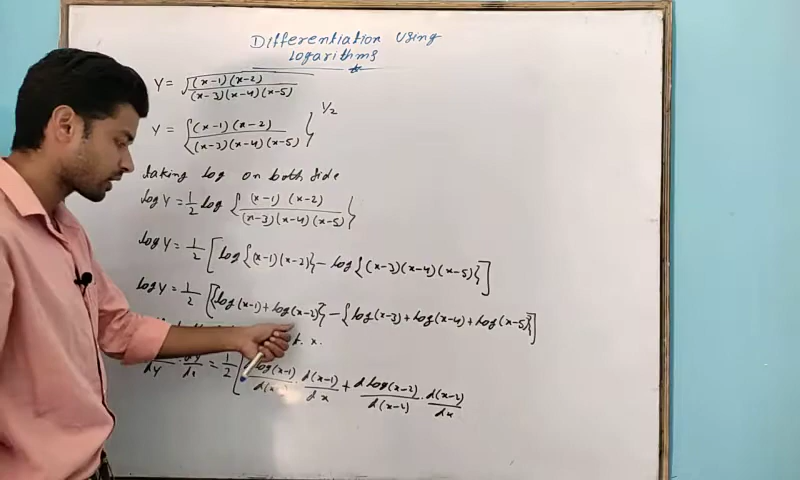 Differentiation using
Logarithms
Y = √(x-1)(x-2)/(x-3)(x-4)(x-5)
Y = {(x-1)(x-2)/(x-3)(x-4)(x-5)}^1/2
taking log on both side
log Y = 1/2 log {(x-1)(x-2)/(x-3)(x-4)(x-5)}
log Y = 1/2 [log{(x-1)(x-2)} - log{(x-3)(x-4)(x-5)}]
log Y = 1/2 [{log(x-1) + log(x-2)} - {log(x-3) + log(x-4) + log(x-5)}]
t. x.
dY · dY/dx = 1/2 [log(x-1)/d(x · d(x-1)/dx + d log(x-2)/d(x-2) · d(x-2)/dx